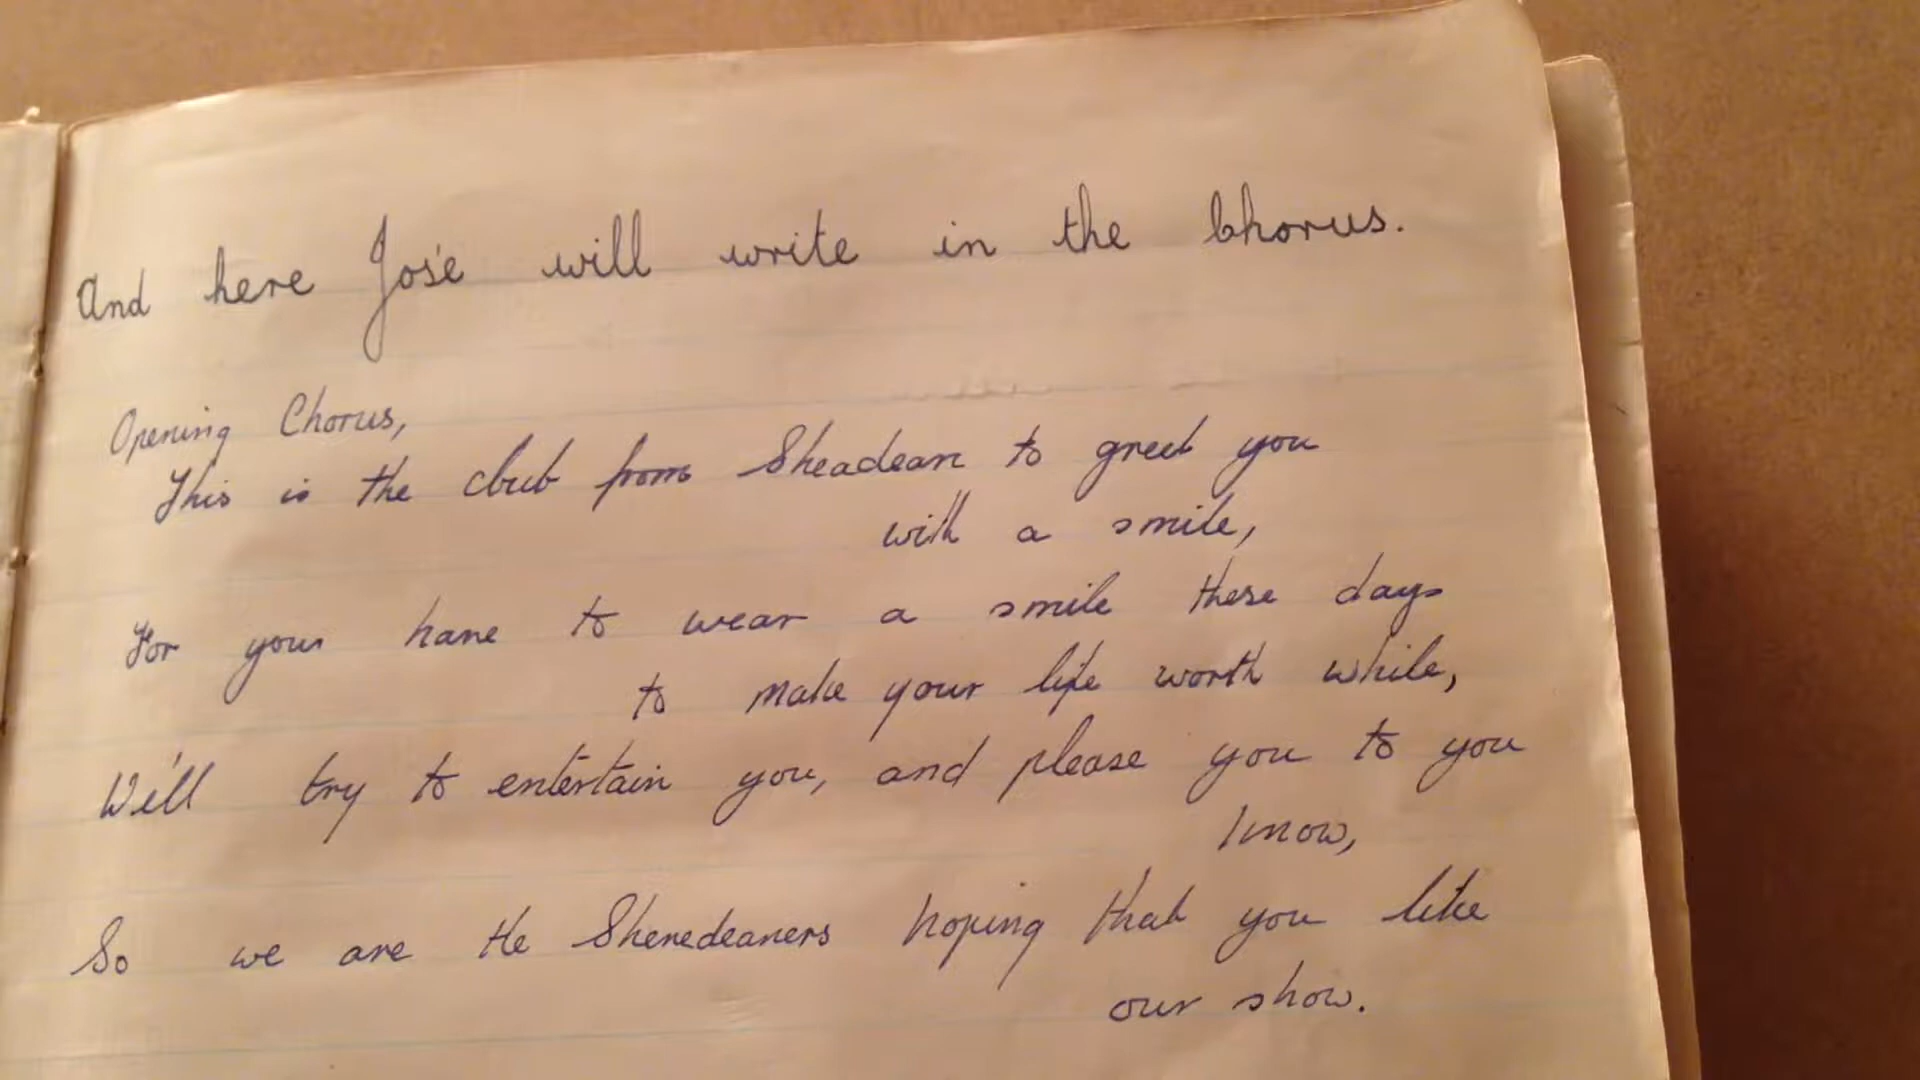 And here José will write in the Chorus.
Opening Chorus,
This is the club from Sheadean to greet you
with a smile,
For your have to wear a smile these days
to make your life worth while,
We'll try to entertain you, and please you to you
know,
So we are the Shenedeaners hoping that you like
our show.